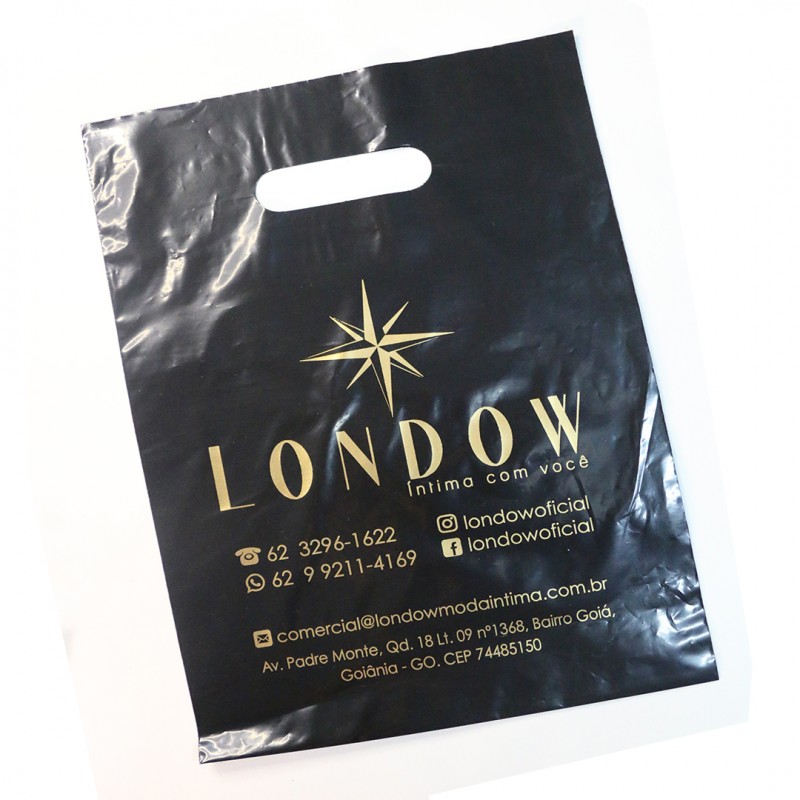 LONDOW
íntima com você
62 3296-1622
62 9 9211-4169
londowoficial
londowoficial
comercial@londowmodaintima.com.br
Av. Padre Monte, Qd. 18 Lt. 09 nº1368, Bairro Goiá,
Goiânia - GO. CEP 74485150